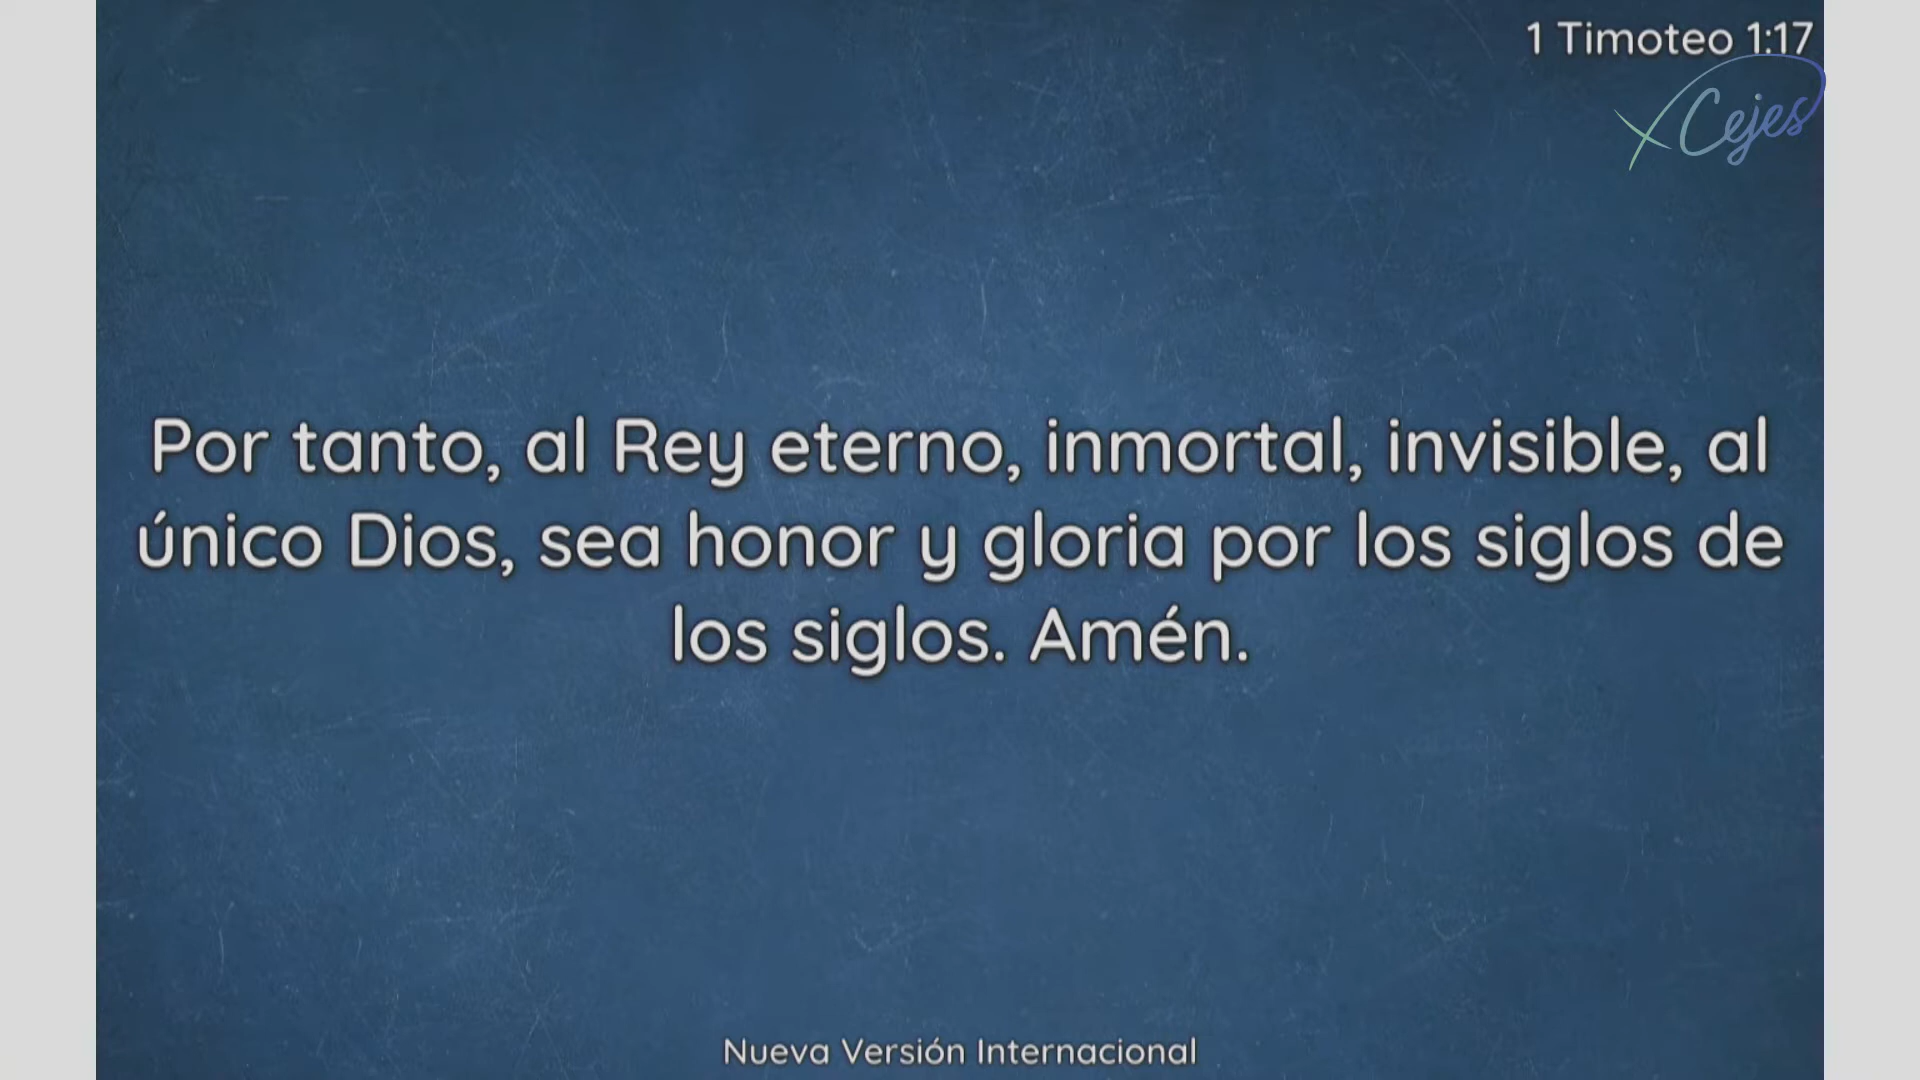 1 Timoteo 1:17
Cejes
Por tanto, al Rey eterno, inmortal, invisible, al
único Dios, sea honor y gloria por los siglos de
los siglos. Amén.
Nueva Versión Internacional